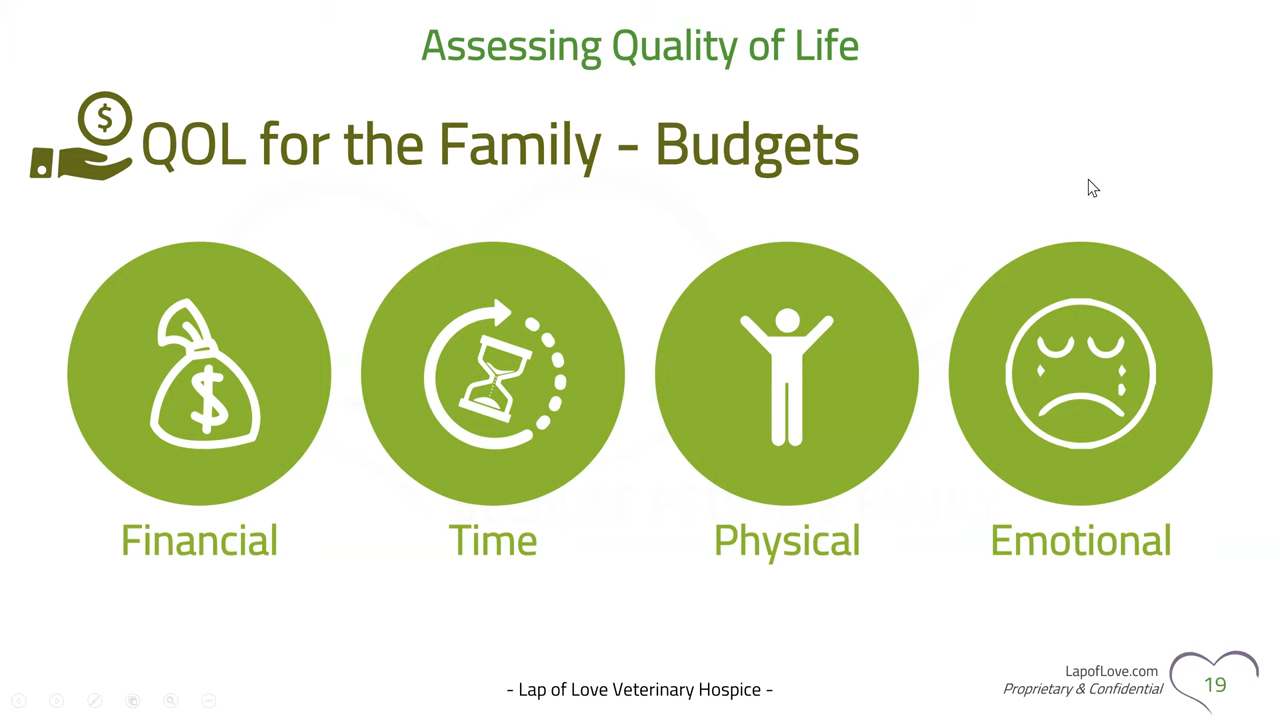 Assessing Quality of Life
$ QOL for the Family - Budgets
$
Financial
Time
Physical
Emotional
- Lap of Love Veterinary Hospice -
LapofLove.com
Proprietary & Confidential
19